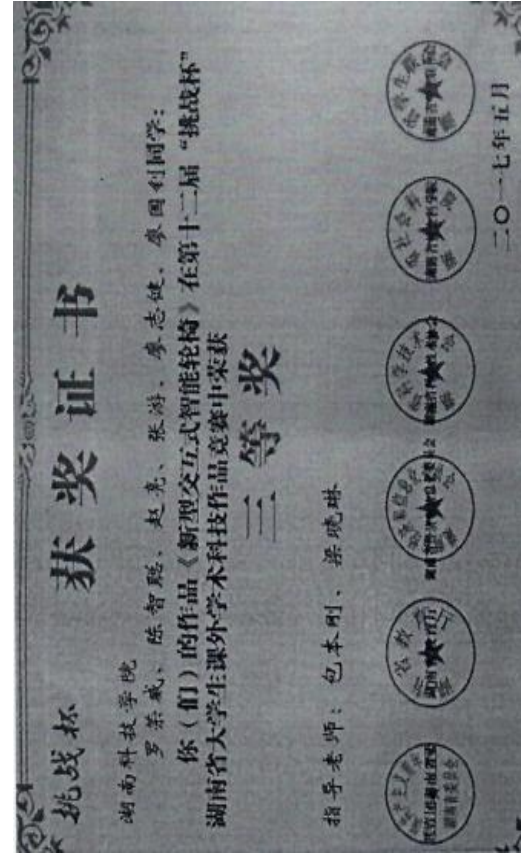 挑战杯
获奖证书
湖南科技学院
罗荣威、陈智聪、赵亮、张游、廖志健、廖国利同学：
你（们）的作品《新型交互式智能轮椅》在第十二届“挑战杯”
湖南省大学生课外学术科技作品竞赛中荣获
三等奖
指导老师：包本刚、梁晓琳
二〇一七年五月